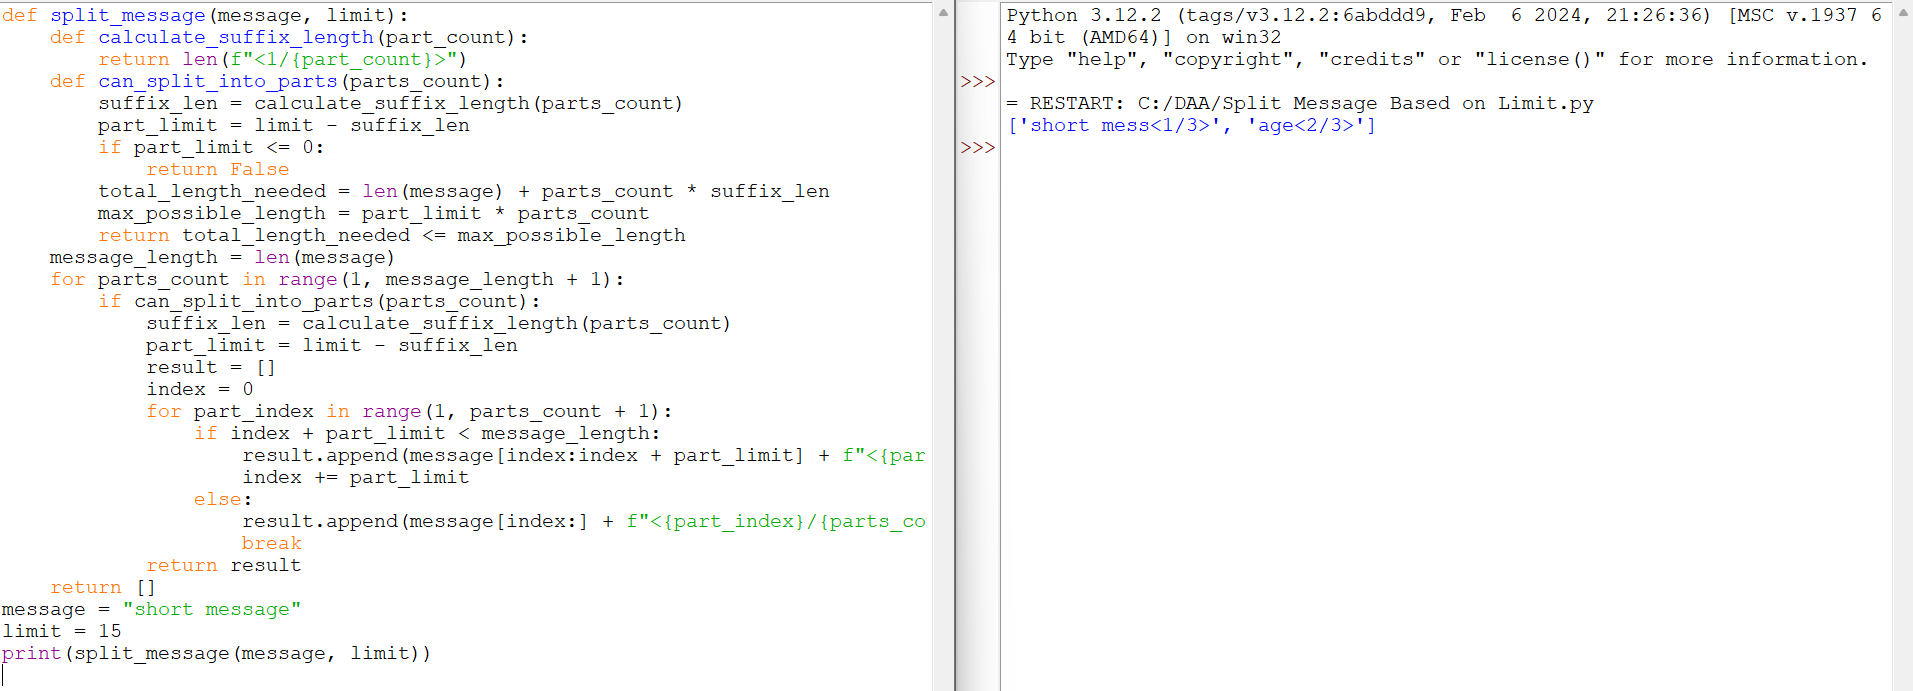 def split_message(message, limit):
    def calculate_suffix_length(part_count):
        return len(f"<1/{part_count}>")
    def can_split_into_parts(parts_count):
        suffix_len = calculate_suffix_length(parts_count)
        part_limit = limit - suffix_len
        if part_limit <= 0:
            return False
        total_length_needed = len(message) + parts_count * suffix_len
        max_possible_length = part_limit * parts_count
        return total_length_needed <= max_possible_length
    message_length = len(message)
    for parts_count in range(1, message_length + 1):
        if can_split_into_parts(parts_count):
            suffix_len = calculate_suffix_length(parts_count)
            part_limit = limit - suffix_len
            result = []
            index = 0
            for part_index in range(1, parts_count + 1):
                if index + part_limit < message_length:
                    result.append(message[index:index + part_limit] + f"<{par
                    index += part_limit
                else:
                    result.append(message[index:] + f"<{part_index}/{parts_co
                    break
            return result
    return []
message = "short message"
limit = 15
print(split_message(message, limit))
Python 3.12.2 (tags/v3.12.2:6abddd9, Feb  6 2024, 21:26:36) [MSC v.1937 6
4 bit (AMD64)] on win32
Type "help", "copyright", "credits" or "license()" for more information.
>>>
= RESTART: C:/DAA/Split Message Based on Limit.py
['short mess<1/3>', 'age<2/3>']
>>>